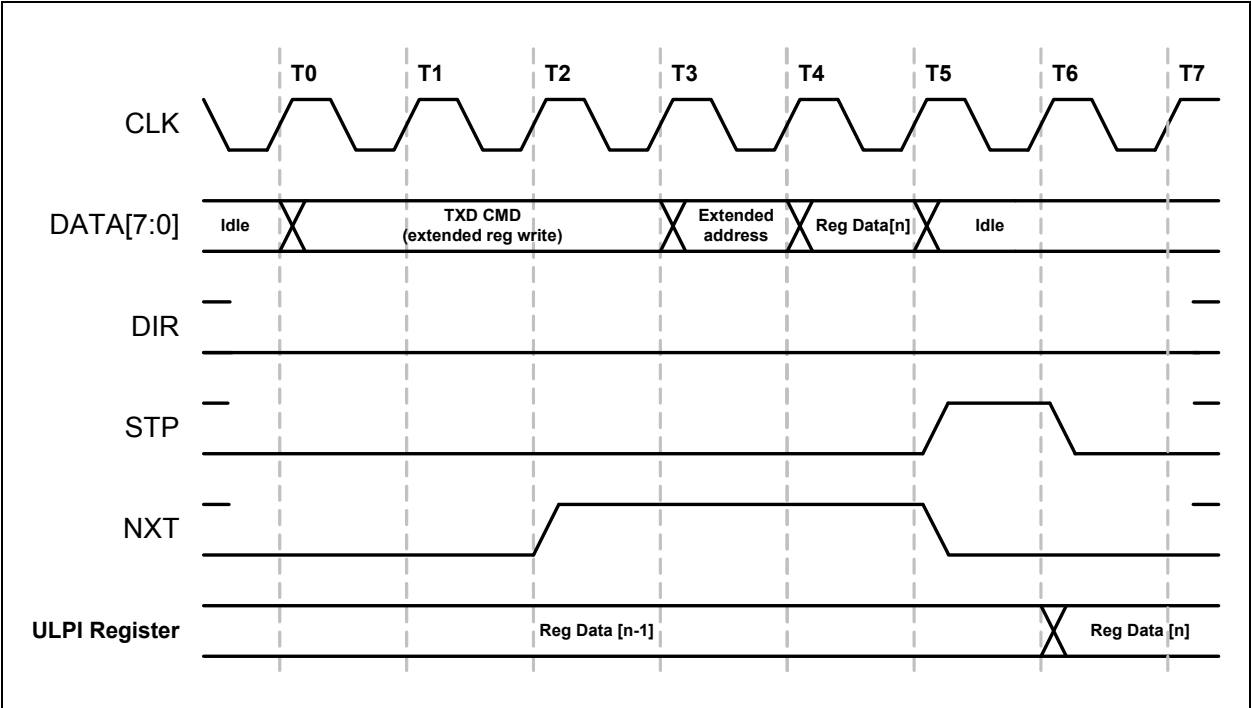 T0 T1 T2 T3 T4 T5 T6 T7
CLK
DATA[7:0]
Idle
TXD CMD
(extended reg write)
Extended
address
Reg Data[n]
Idle
DIR
STP
NXT
ULPI Register
Reg Data [n-1]
Reg Data [n]